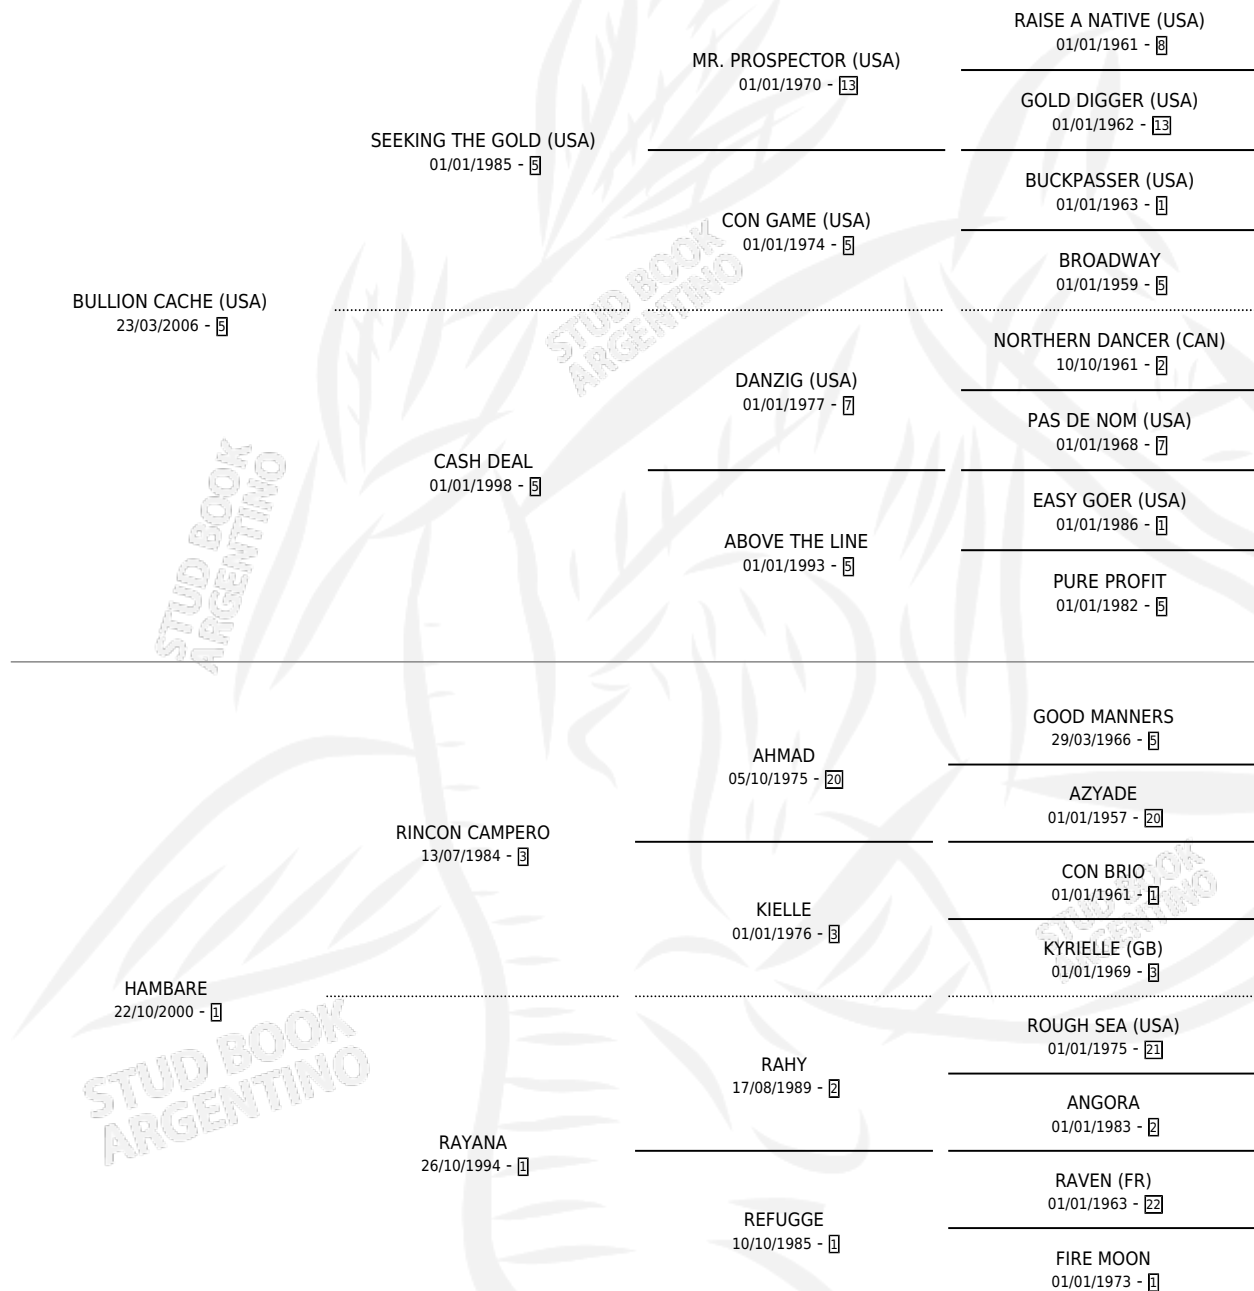 RAISE A NATIVE (USA)
01/01/1961 - 8
MR. PROSPECTOR (USA)
01/01/1970 - 13
GOLD DIGGER (USA)
01/01/1962 - 13
SEEKING THE GOLD (USA)
01/01/1985 - 5
BUCKPASSER (USA)
01/01/1963 - 1
CON GAME (USA)
01/01/1974 - 5
BROADWAY
01/01/1959 - 5
BULLION CACHE (USA)
23/03/2006 - 5
NORTHERN DANCER (CAN)
10/10/1961 - 2
DANZIG (USA)
01/01/1977 - 7
PAS DE NOM (USA)
01/01/1968 - 7
CASH DEAL
01/01/1998 - 5
EASY GOER (USA)
01/01/1986 - 1
ABOVE THE LINE
01/01/1993 - 5
PURE PROFIT
01/01/1982 - 5
GOOD MANNERS
29/03/1966 - 5
AHMAD
05/10/1975 - 20
AZYADE
01/01/1957 - 20
RINCON CAMPERO
13/07/1984 - 3
CON BRIO
01/01/1961 - 1
KIELLE
01/01/1976 - 3
KYRIELLE (GB)
01/01/1969 - 3
HAMBARE
22/10/2000 - 1
ROUGH SEA (USA)
01/01/1975 - 21
RAHY
17/08/1989 - 2
ANGORA
01/01/1983 - 2
RAYANA
26/10/1994 - 1
RAVEN (FR)
01/01/1963 - 22
REFUGGE
10/10/1985 - 1
FIRE MOON
01/01/1973 - 1
STUD BOOK
ARGENTINO
STUD BOOK
ARGENTINO
STUD BOOK
ARGENTINO
STUD BOOK
ARGENTINO